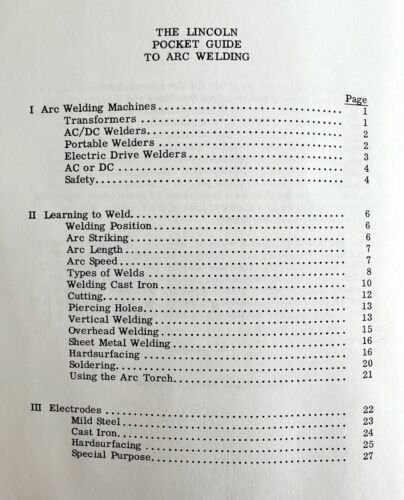 THE LINCOLN
POCKET GUIDE
TO ARC WELDING
Page
I Arc Welding Machines 1
Transformers 1
AC/DC Welders 2
Portable Welders 2
Electric Drive Welders 3
AC or DC 4
Safety 4
II Learning to Weld 6
Welding Position 6
Arc Striking 6
Arc Length 7
Arc Speed 7
Types of Welds 8
Welding Cast Iron 10
Cutting 12
Piercing Holes 13
Vertical Welding 13
Overhead Welding 15
Sheet Metal Welding 16
Hardsurfacing 16
Soldering 20
Using the Arc Torch 21
III Electrodes 22
Mild Steel 23
Cast Iron 24
Hardsurfacing 25
Special Purpose 27